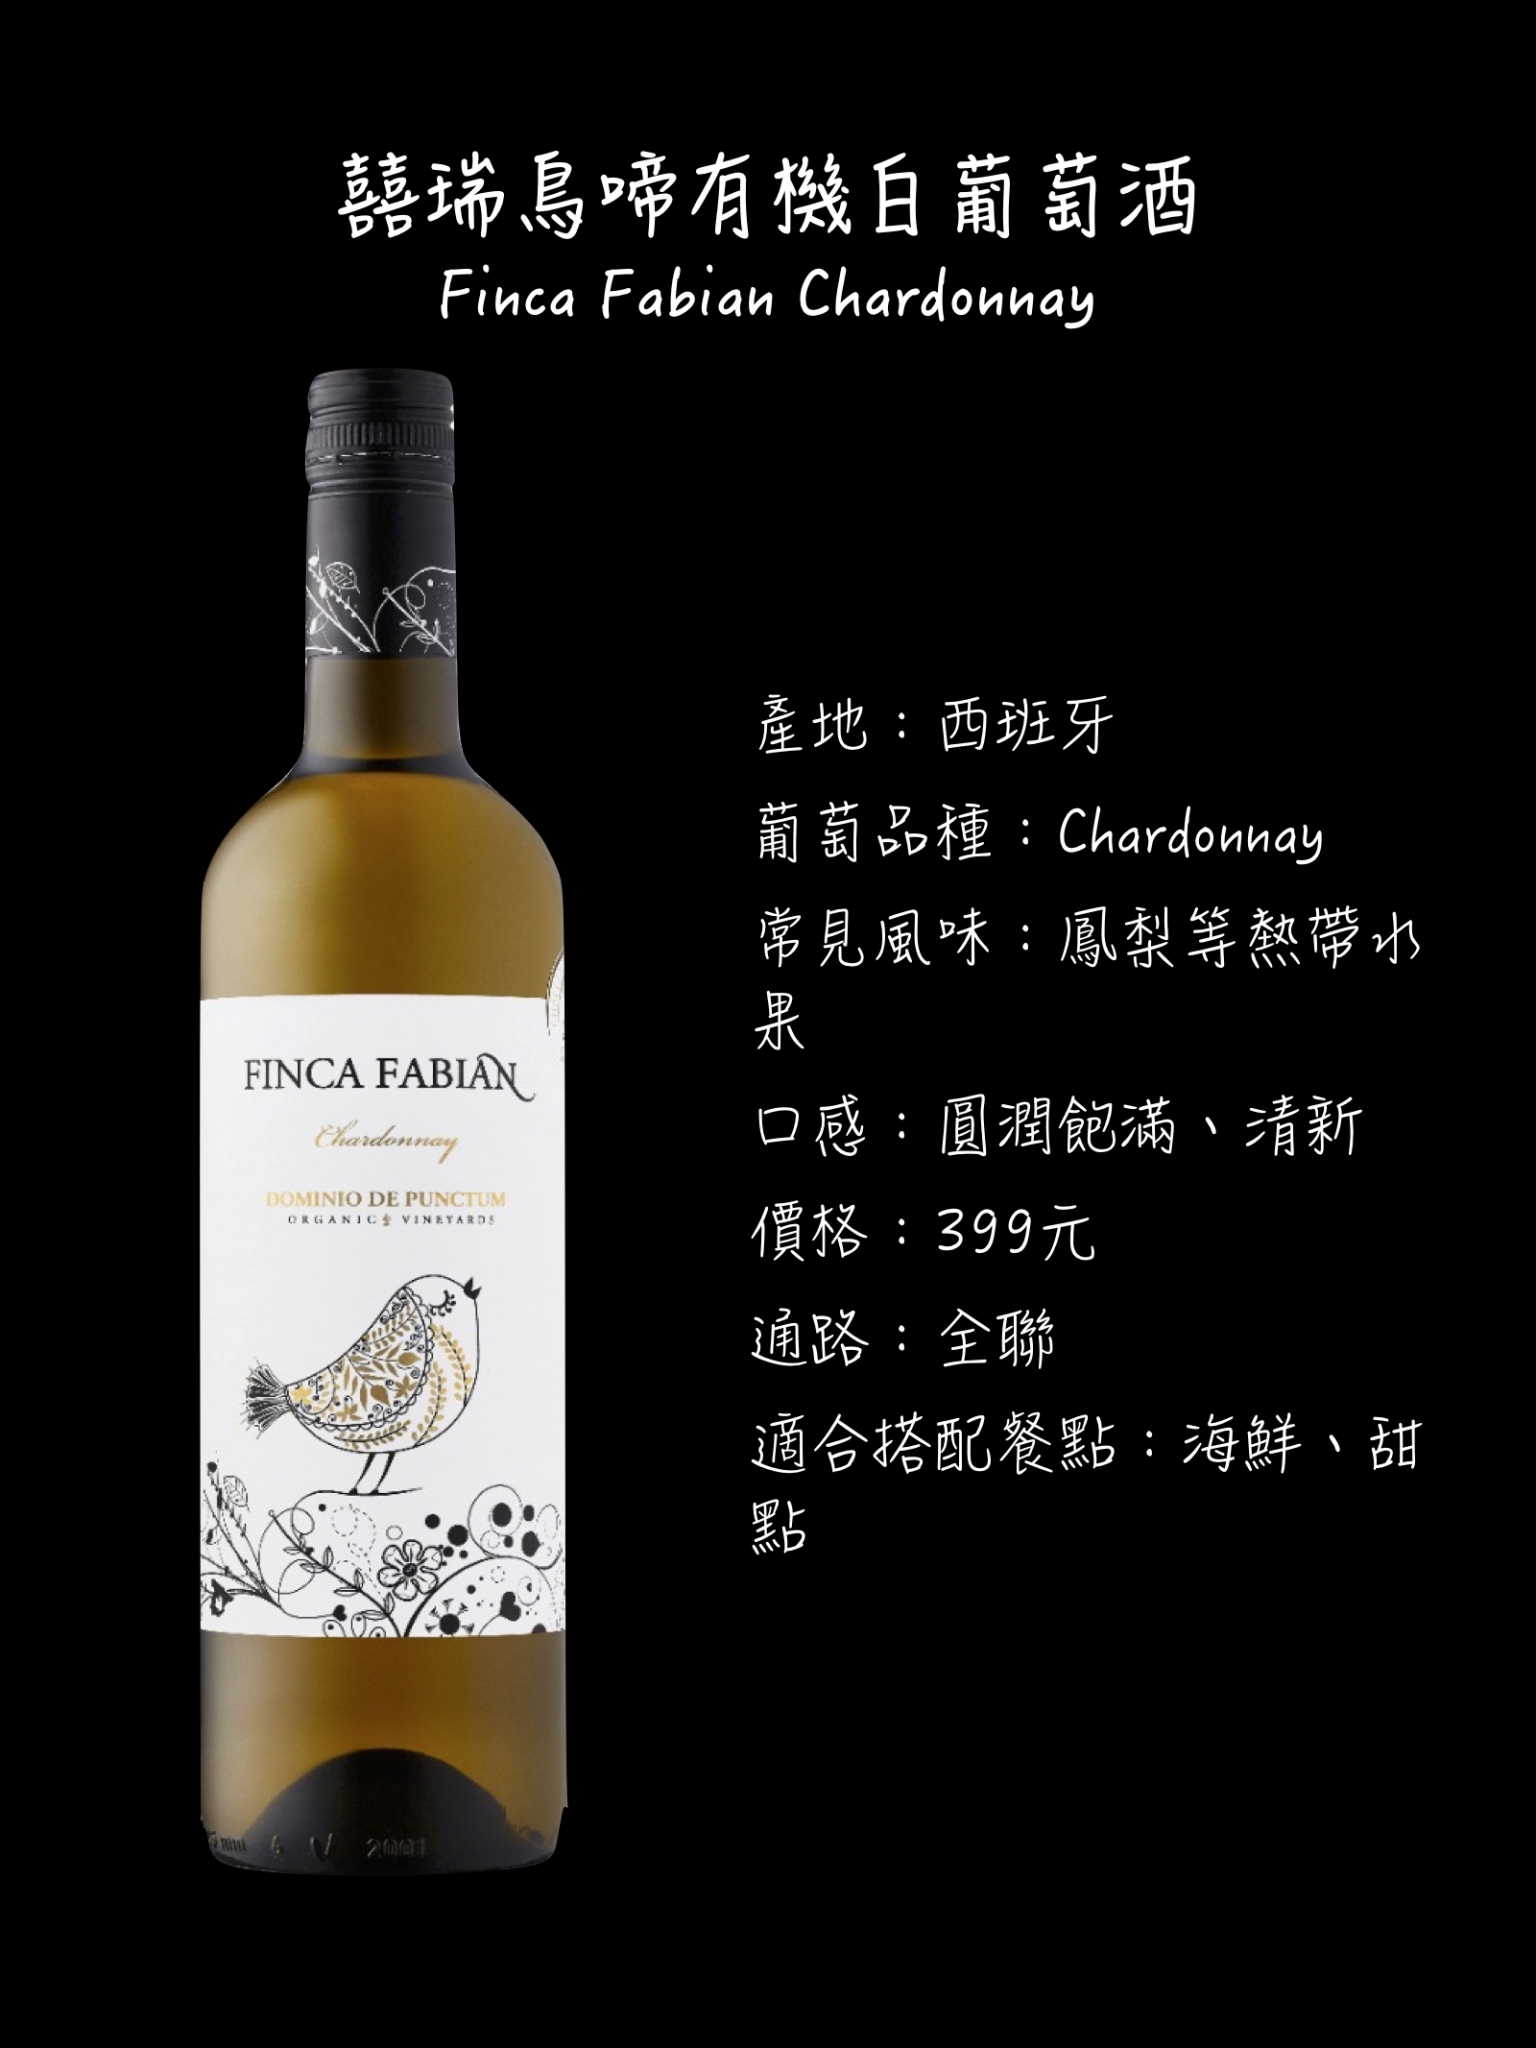 囍瑞鳥啼有機白葡萄酒
Finca Fabian Chardonnay
產地：西班牙
葡萄品種：Chardonnay
常見風味：鳳梨等熱帶水
果
口感：圓潤飽滿、清新
價格：399元
通路：全聯
適合搭配餐點：海鮮、甜
點
FINCA FABIAN
Chardonnay
DOMINIO DE PUNCTUM
ORGANIC VINEYARDS